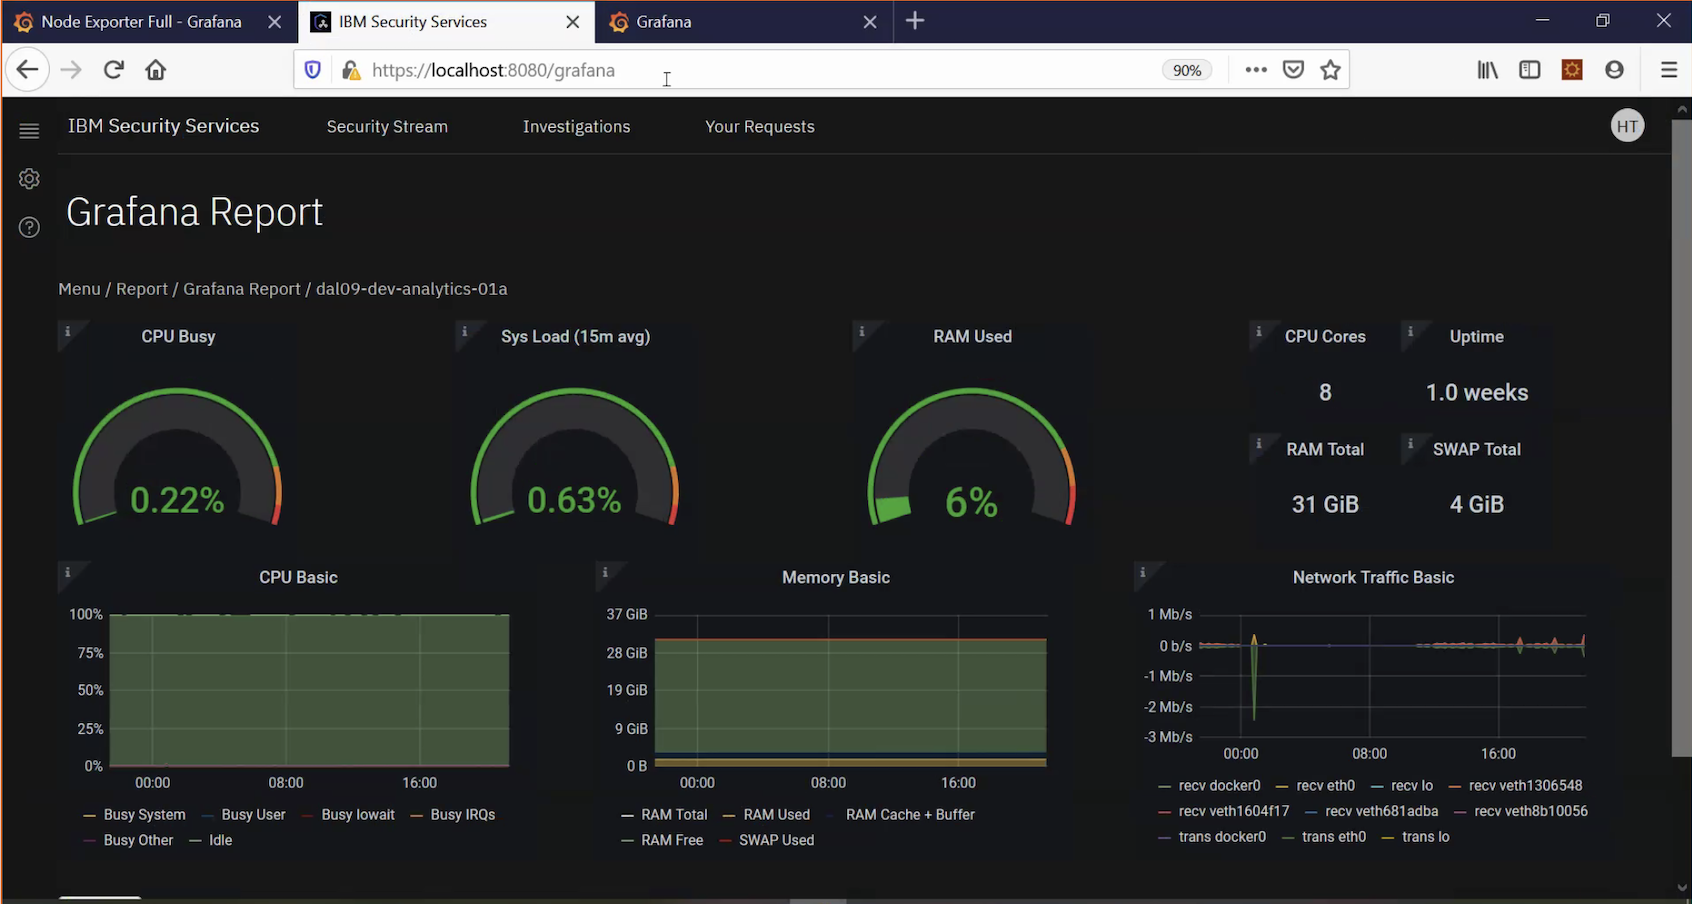 Node Exporter Full - Grafana
IBM Security Services
Grafana
https://localhost:8080/grafana
90%
IBM Security Services
Security Stream
Investigations
Your Requests
HT
Grafana Report
Menu / Report / Grafana Report / dal09-dev-analytics-01a
i
CPU Busy
0.22%
i
Sys Load (15m avg)
0.63%
i
RAM Used
6%
i
CPU Cores
8
i
Uptime
1.0 weeks
i
RAM Total
31 GiB
i
SWAP Total
4 GiB
i
CPU Basic
100%
75%
50%
25%
0%
00:00 08:00 16:00
Busy System Busy User Busy Iowait Busy IRQs
Busy Other Idle
i
Memory Basic
37 GiB
28 GiB
19 GiB
9 GiB
0 B
00:00 08:00 16:00
RAM Total RAM Used RAM Cache + Buffer
RAM Free SWAP Used
i
Network Traffic Basic
1 Mb/s
0 b/s
-1 Mb/s
-2 Mb/s
-3 Mb/s
00:00 08:00 16:00
recv docker0 recv eth0 recv lo recv veth1306548
recv veth1604f17 recv veth681adba recv veth8b10056
trans docker0 trans eth0 trans lo